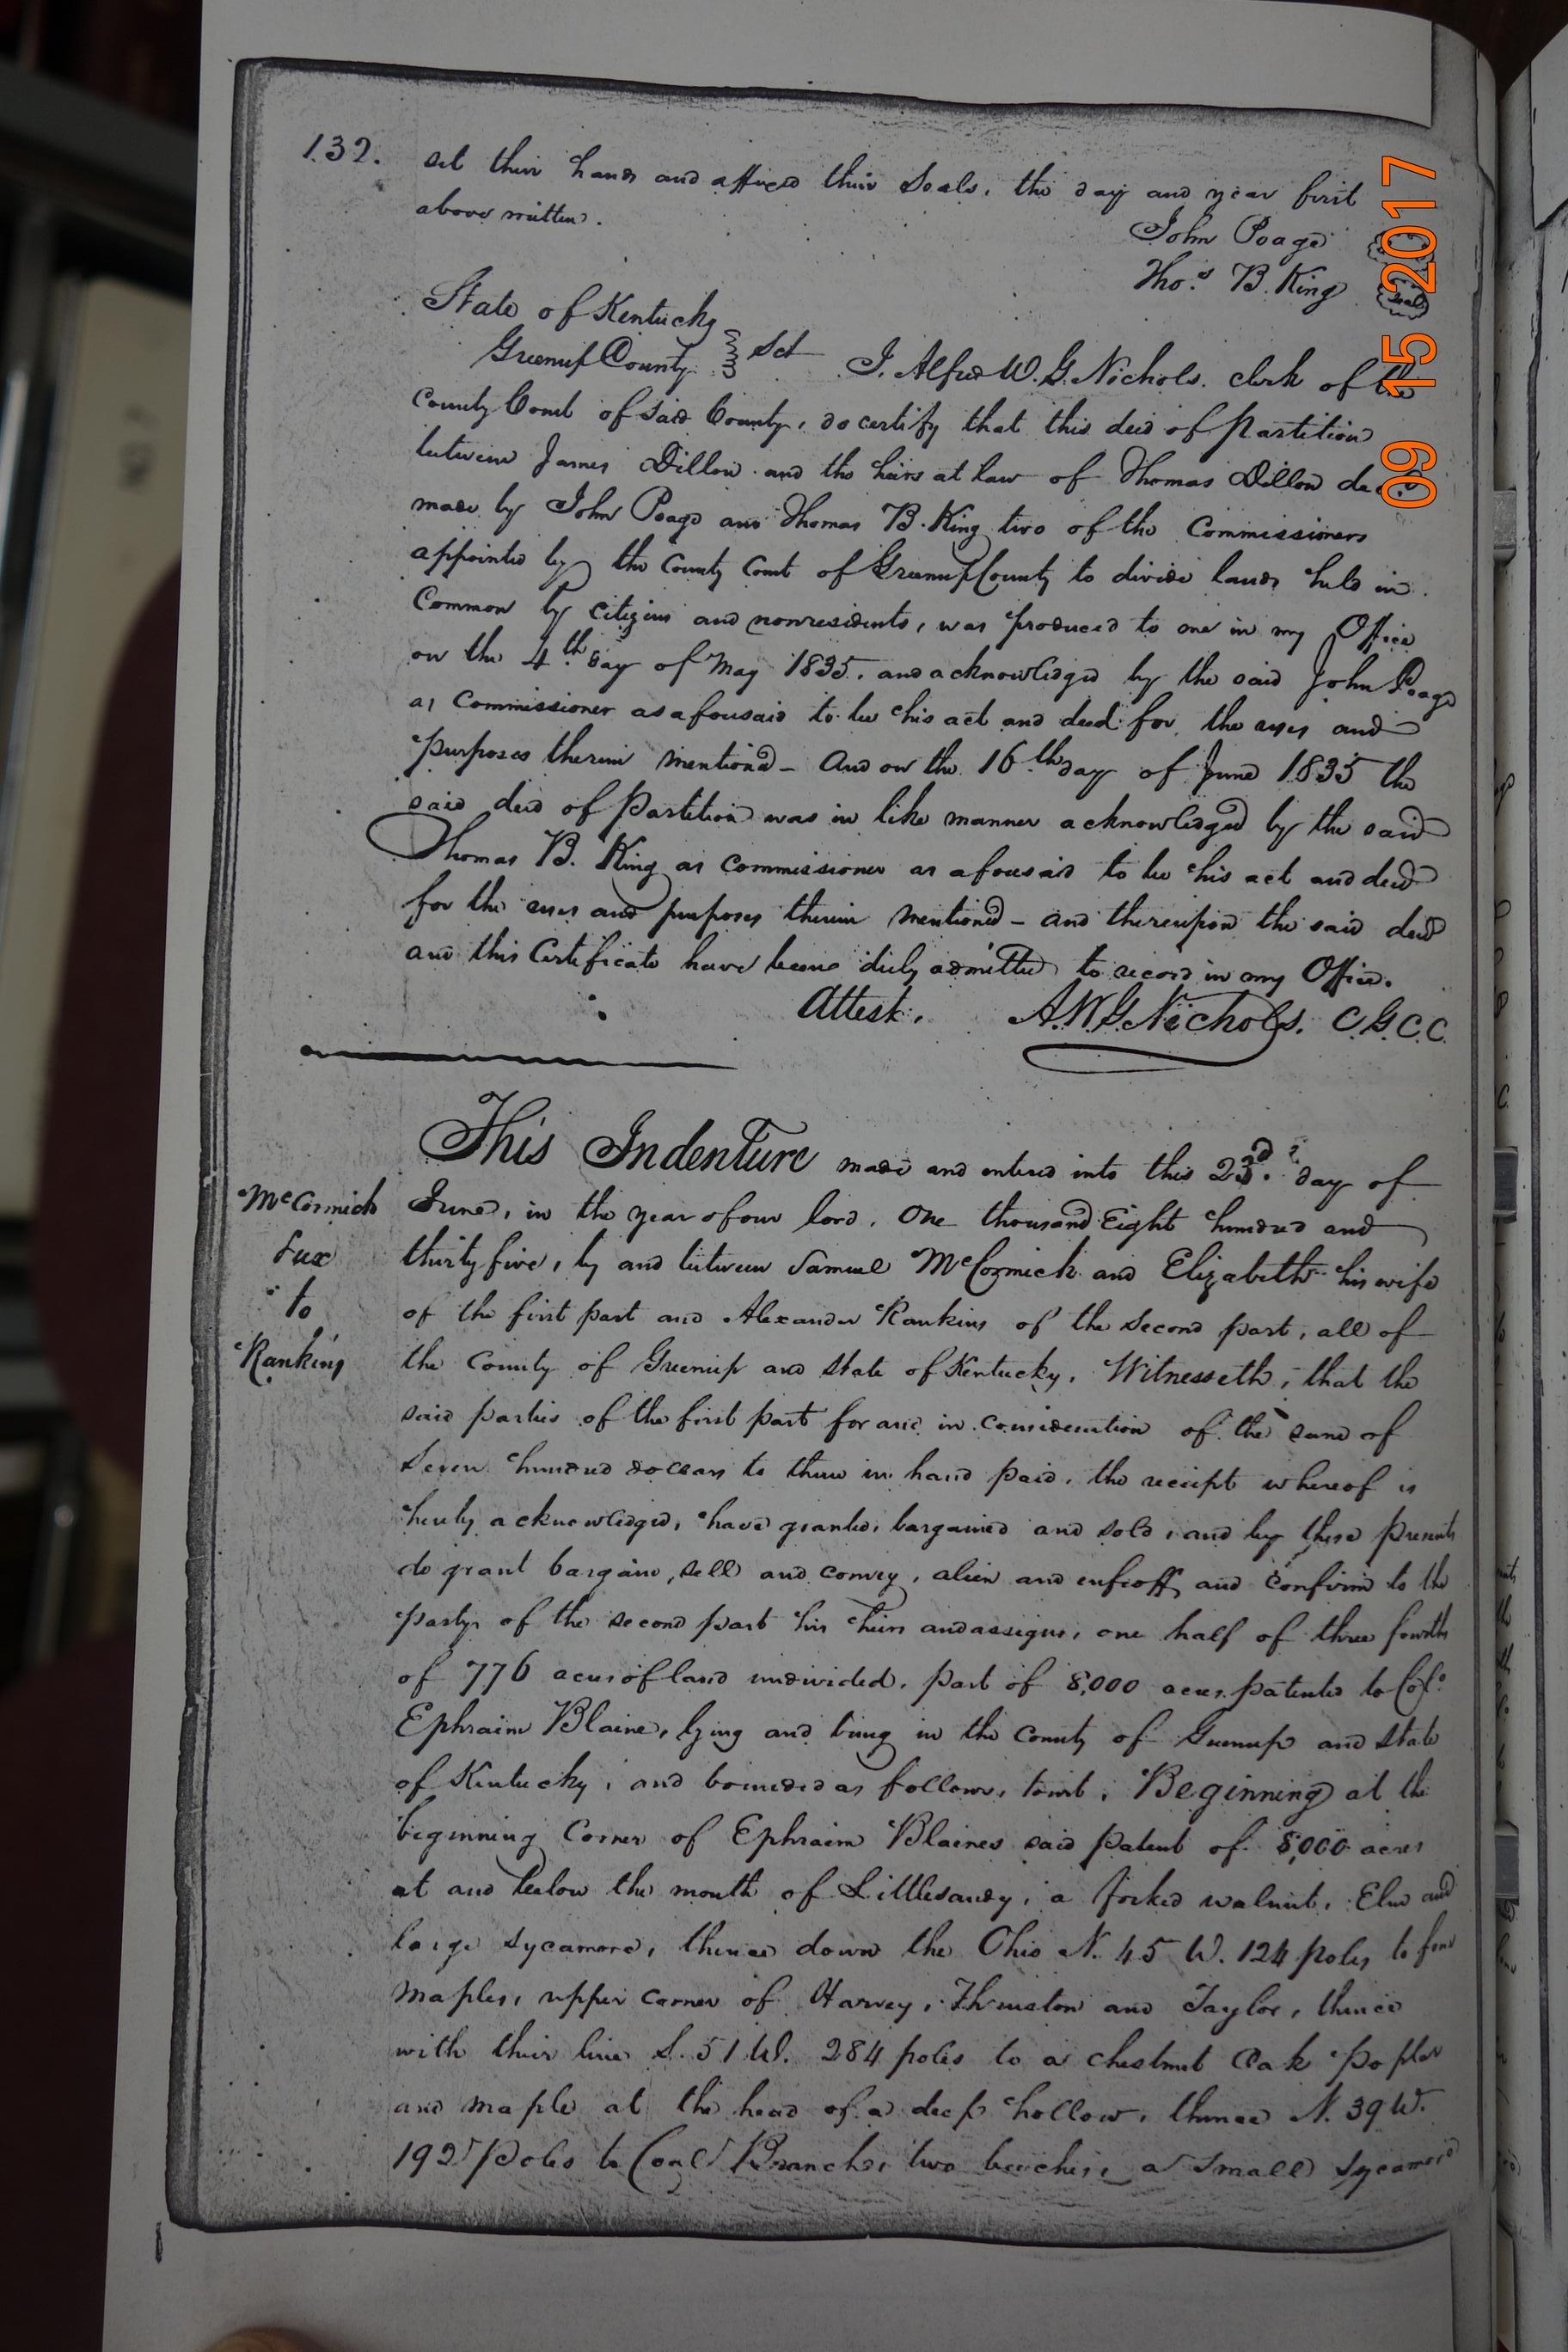 132.
set their hands and affixed their Seals, the day and year first
above written.
John Poage
Thos. B. King Seal
State of Kentucky
Greenup County Sct I. Alfred W. G. Nichols. clerk of the
County Court of said County, do certify that this deed of Partition
between James Dillon and the heirs at law of Thomas Dillon
made by John Poage and Thomas B. King two of the Commissioners
appointed by the County Court of Greenup County to divide lands held in
Common by citizens and nonresidents, was produced to me in my Office
on the 4th day of May 1835. and acknowledged by the said John Poage
as Commissioner as aforesaid to be his act and deed for the uses and
purposes therein mentioned - And on the 16th day of June 1835 the
said deed of Partition was in like manner acknowledged by the said
Thomas B. King as Commissioner as aforesaid to be his act and deed
for the uses and purposes therein mentioned - and thereupon the said deed
and this Certificate have been duly admitted to record in my Office.
Attest. A.W.G. Nichols. C.G.C.C.
This Indenture made and entered into this 23rd. day of
McCormick
&ux
to
Rankins
June, in the year of our lord, One thousand Eight hundred and
thirty five, by and between Samuel McCormick and Elizabeth his wife
of the first part and Alexander Rankins of the second part, all of
the County of Greenup and State of Kentucky, Witnesseth, that the
said parties of the first part for and in consideration of the sum of
Seven hundred dollars to them in hand paid, the receipt whereof is
hereby acknowledged, have granted, bargained and sold, and by these presents
do grant bargain, sell and convey, alien and enfeoff, and confirm to the
party of the second part his heirs and assigns, one half of three fourths
of 776 acres of land undivided, part of 8,000 acres patented to Colo.
Ephraim Blaine, lying and being in the County of Greenup and State
of Kentucky, and bounded as follows, towit, Beginning at the
beginning Corner of Ephraim Blaines said patent of 8,000 acres
at and below the mouth of Littlesandy, a forked walnut, Elm and
large sycamore, thence down the Ohio N. 45 W. 124 poles to four
maples, upper corner of Harvey, Thruston and Taylor, thence
with their line S. 51 W. 284 poles to a chestnut Oak Poplar
and maple at the head of a deep hollow, thence N. 39 W.
192 poles to Coal Branch, two beeches, a small sycamore
09 15 2017